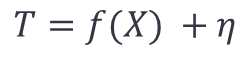 T = f(X) + η